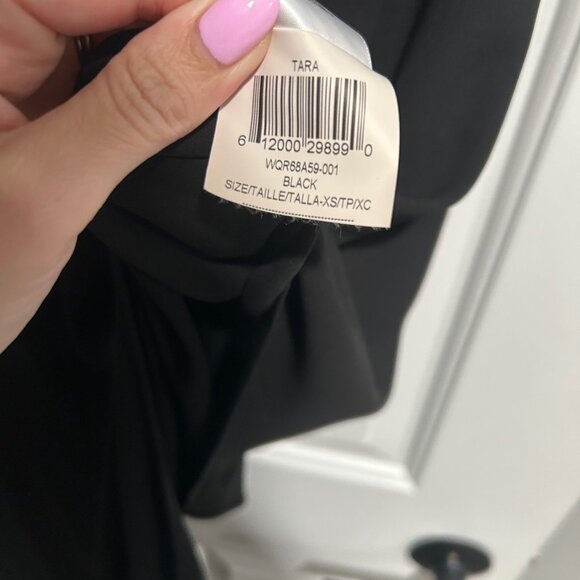 TARA
6 12000 29899 0
WQR68A59-001
BLACK
SIZE/TAILLE/TALLA-XS/TP/XC